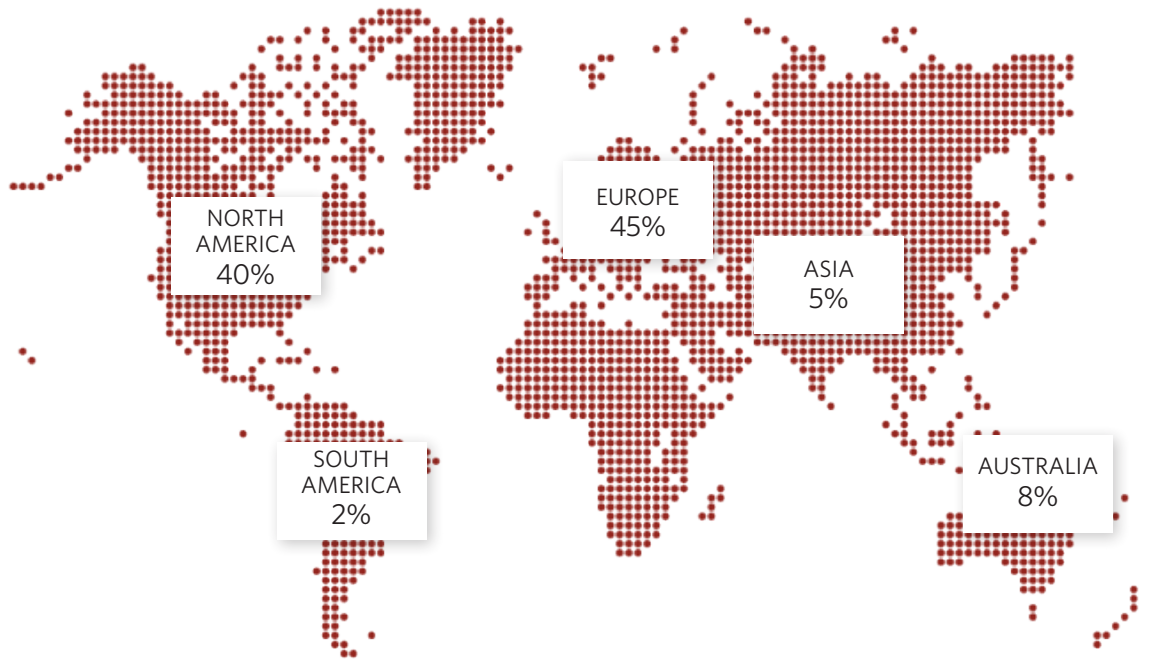 NORTH
AMERICA
40%
EUROPE
45%
ASIA
5%
SOUTH
AMERICA
2%
AUSTRALIA
8%